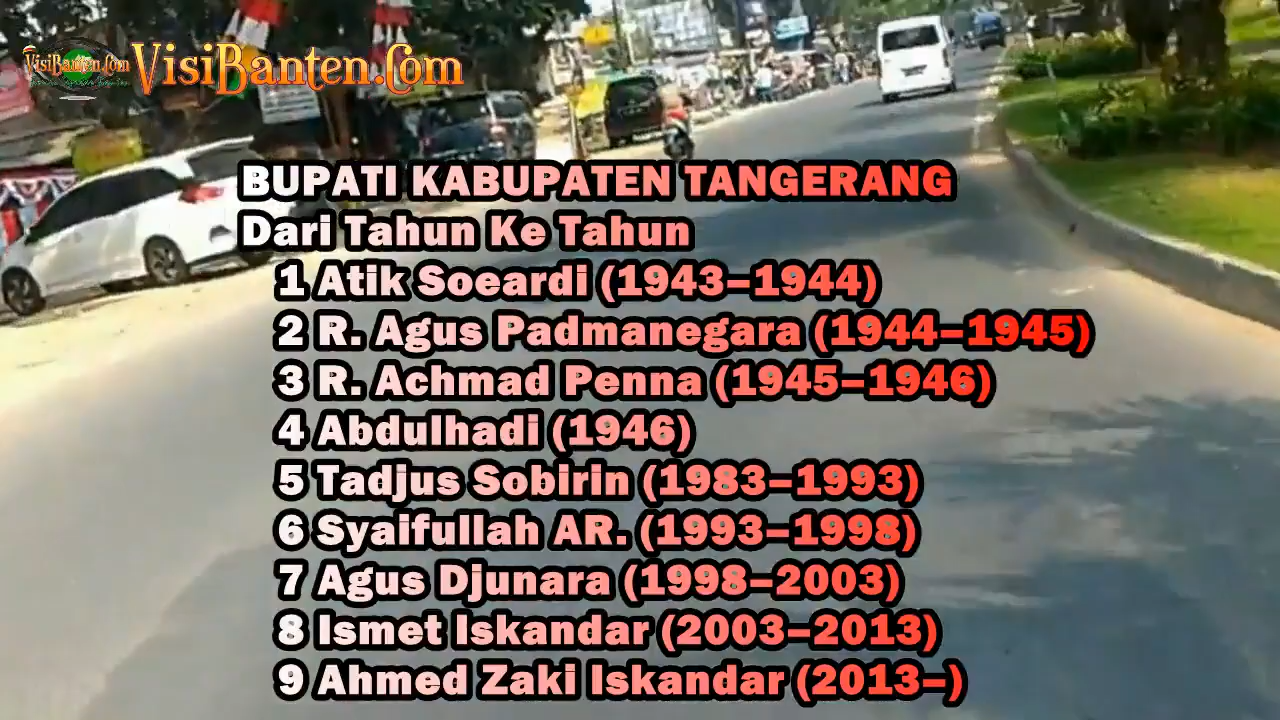 VisiBanten.Com VisiBanten.Com
BUPATI KABUPATEN TANGERANG
Dari Tahun Ke Tahun
1 Atik Soeardi (1943–1944)
2 R. Agus Padmanegara (1944–1945)
3 R. Achmad Penna (1945–1946)
4 Abdulhadi (1946)
5 Tadjus Sobirin (1983–1993)
6 Syaifullah AR. (1993–1998)
7 Agus Djunara (1998–2003)
8 Ismet Iskandar (2003–2013)
9 Ahmed Zaki Iskandar (2013–)